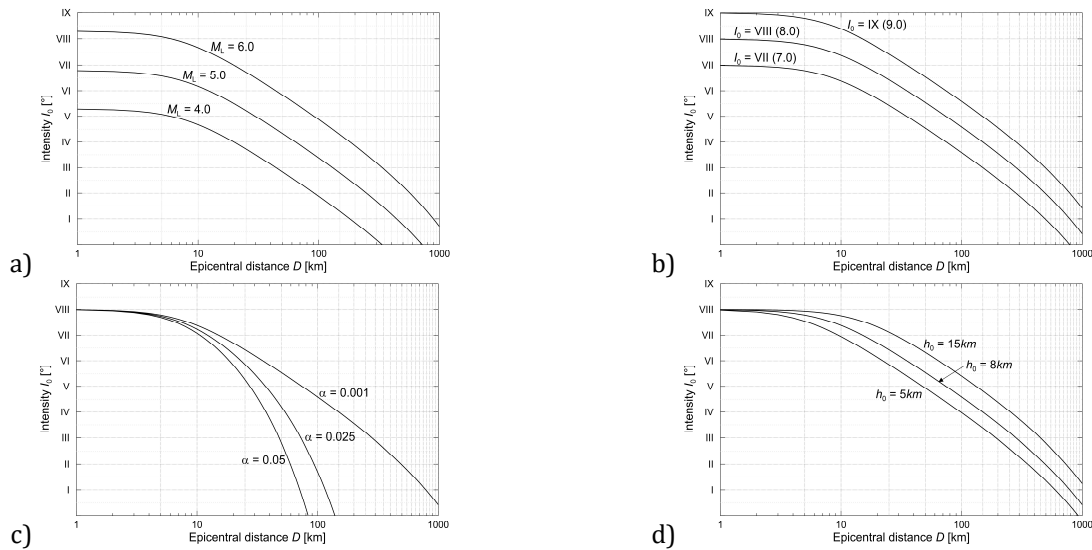 IX
VIII
VII
VI
V
IV
III
II
I
Intensity I₀ [°]
M_L = 6.0
M_L = 5.0
M_L = 4.0
1 10 100 1000
Epicentral distance D [km]
a)
IX
VIII
VII
VI
V
IV
III
II
I
Intensity I₀ [°]
I₀ = IX (9.0)
I₀ = VIII (8.0)
I₀ = VII (7.0)
1 10 100 1000
Epicentral distance D [km]
b)
IX
VIII
VII
VI
V
IV
III
II
I
Intensity I₀ [°]
α = 0.001
α = 0.025
α = 0.05
1 10 100 1000
Epicentral distance D [km]
c)
IX
VIII
VII
VI
V
IV
III
II
I
Intensity I₀ [°]
h₀ = 15km
h₀ = 8km
h₀ = 5km
1 10 100 1000
Epicentral distance D [km]
d)